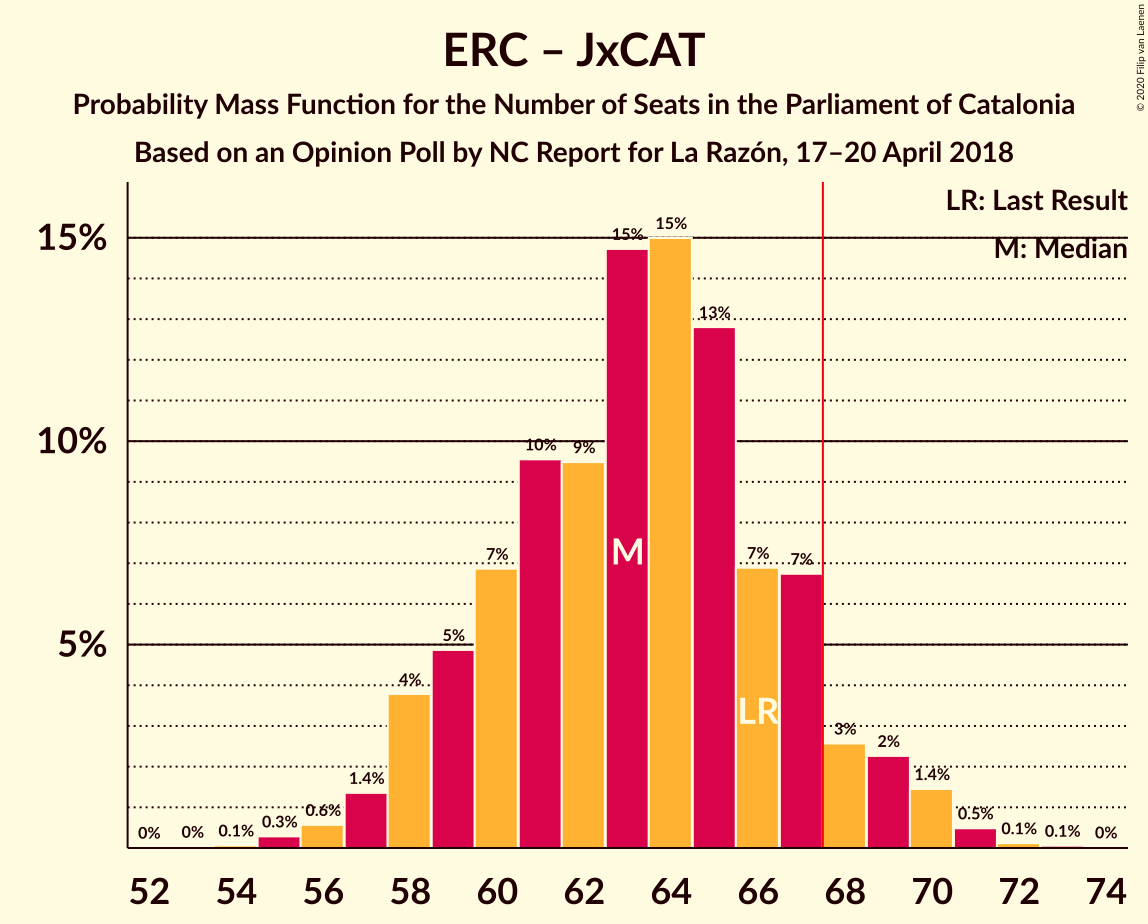 ERC – JxCAT
Probability Mass Function for the Number of Seats in the Parliament of Catalonia
Based on an Opinion Poll by NC Report for La Razón, 17–20 April 2018
© 2020 Filip van Laenen
LR: Last Result
M: Median
15%
10%
5%
0%
0%
0.1%
0.3%
0.6%
1.4%
4%
5%
7%
10%
9%
15%
15%
13%
7%
7%
3%
2%
1.4%
0.5%
0.1%
0.1%
0%
M
LR
52 54 56 58 60 62 64 66 68 70 72 74